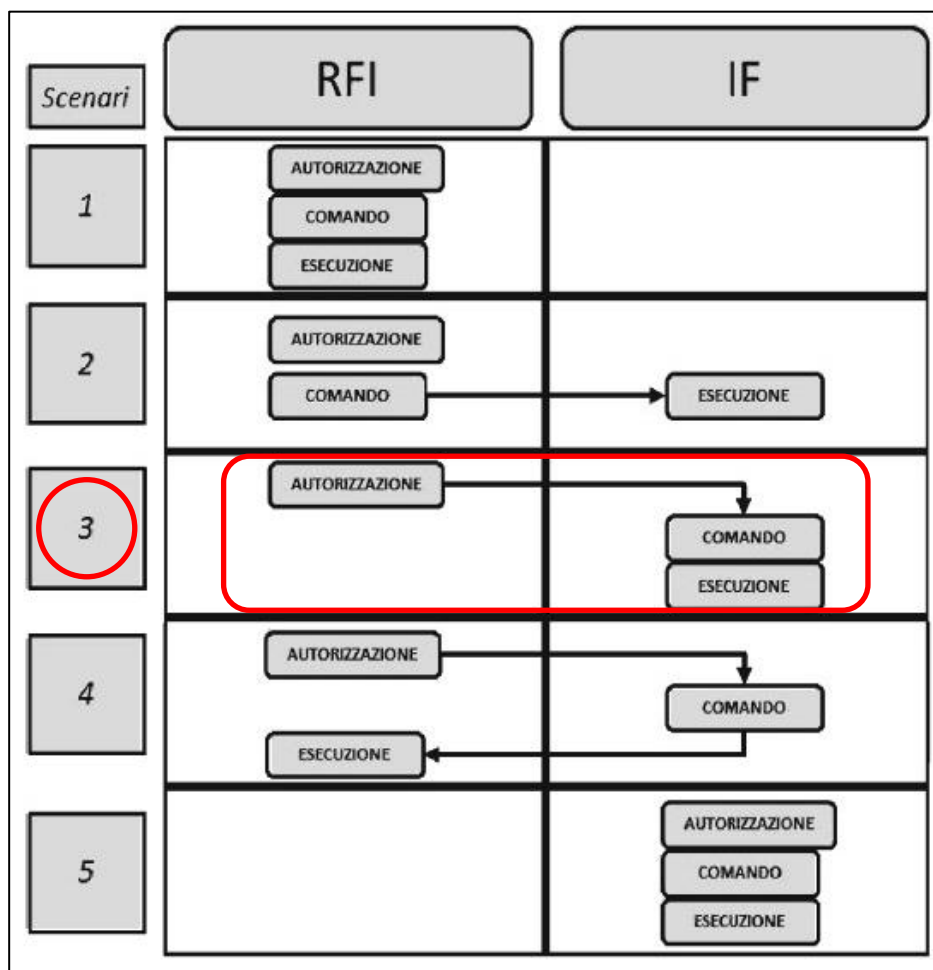 Scenari
RFI
IF
1
AUTORIZZAZIONE
COMANDO
ESECUZIONE
2
AUTORIZZAZIONE
COMANDO
ESECUZIONE
3
AUTORIZZAZIONE
COMANDO
ESECUZIONE
4
AUTORIZZAZIONE
COMANDO
ESECUZIONE
5
AUTORIZZAZIONE
COMANDO
ESECUZIONE